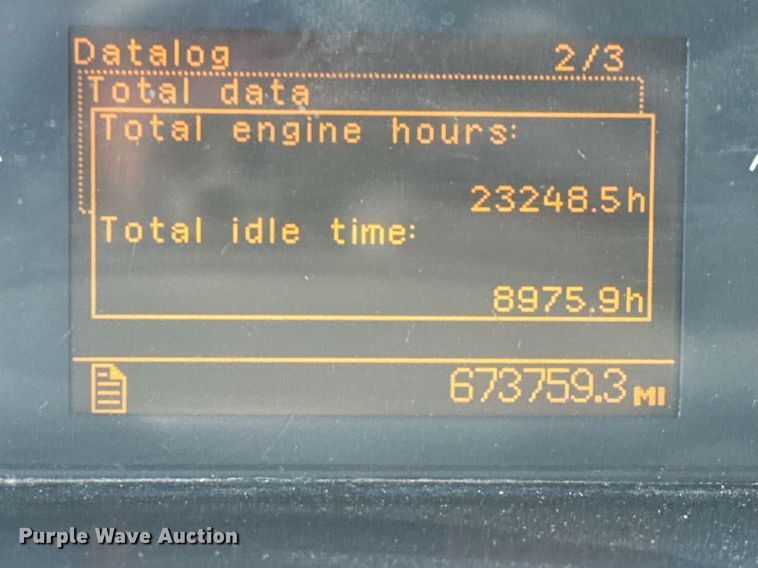 Datalog 2/3
Total data
Total engine hours:
23248.5h
Total idle time:
8975.9h
673759.3 MI
Purple Wave Auction